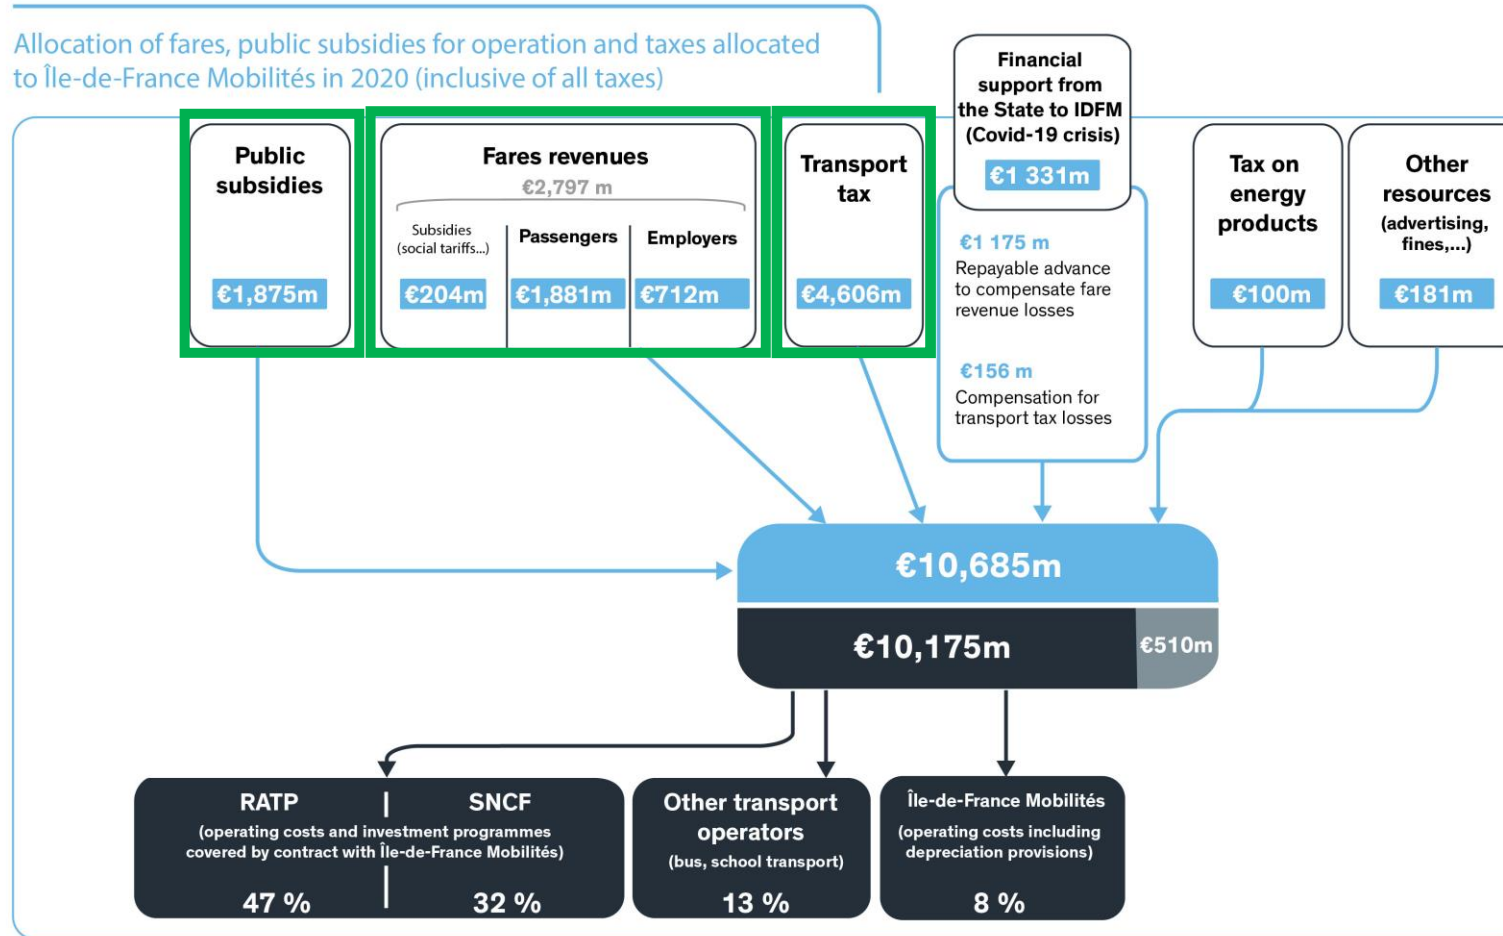 Allocation of fares, public subsidies for operation and taxes allocated
to Île-de-France Mobilités in 2020 (inclusive of all taxes)
Public
subsidies
€1,875m
Fares revenues
€2,797 m
Subsidies
(social tariffs...)
€204m
Passengers
€1,881m
Employers
€712m
Transport
tax
€4,606m
Financial
support from
the State to IDFM
(Covid-19 crisis)
€1 331m
€1 175 m
Repayable advance
to compensate fare
revenue losses
€156 m
Compensation for
transport tax losses
Tax on
energy
products
€100m
Other
resources
(advertising,
fines,...)
€181m
€10,685m
€10,175m
€510m
RATP | SNCF
(operating costs and investment programmes
covered by contract with Île-de-France Mobilités)
47 % 32 %
Other transport
operators
(bus, school transport)
13 %
Île-de-France Mobilités
(operating costs including
depreciation provisions)
8 %